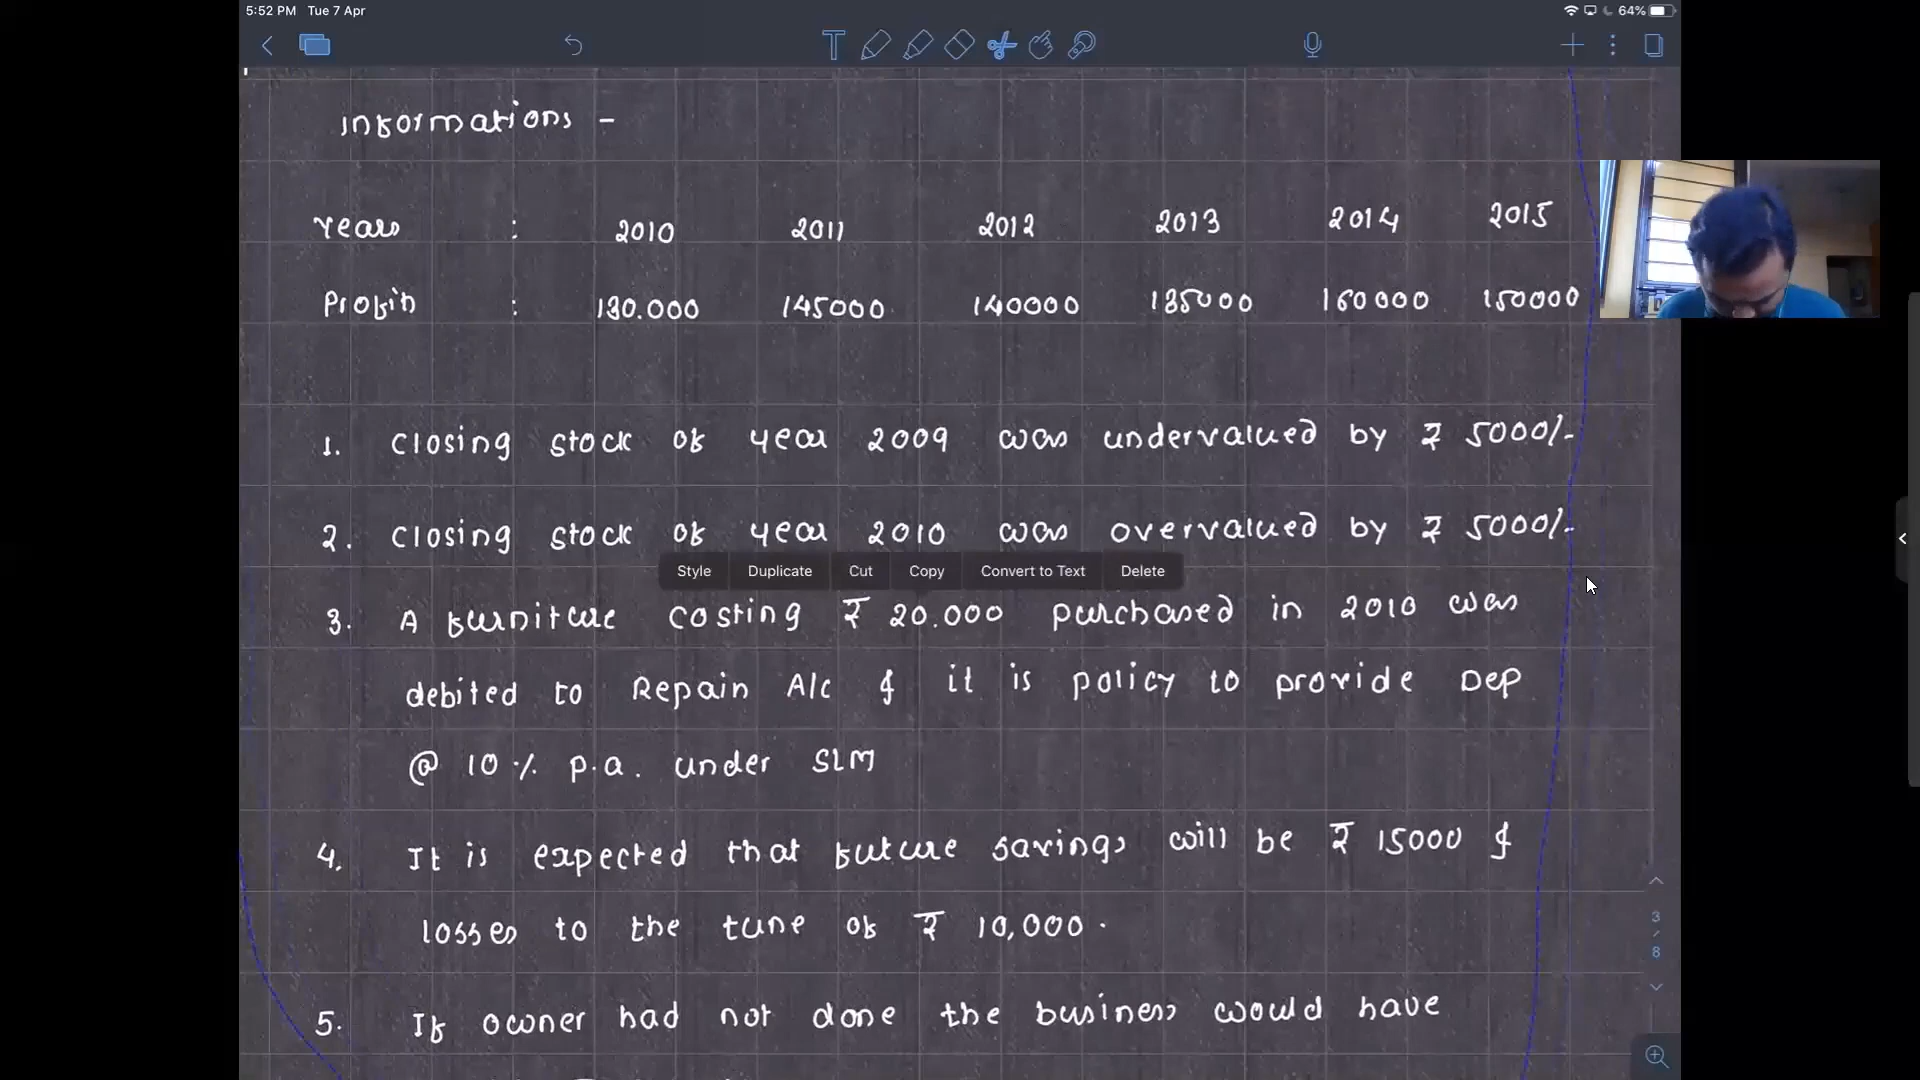 5:52 PM Tue 7 Apr
64%
T
informations -
Years : 2010 2011 2012 2013 2014 2015
Profit : 130.000 145000 140000 135000 160000 150000
1. Closing stock of year 2009 was undervalued by ₹ 5000/-
2. Closing stock of year 2010 was overvalued by ₹ 5000/-
Style Duplicate Cut Copy Convert to Text Delete
3. A furniture costing ₹ 20.000 purchased in 2010 was
debited to Repair A/c & it is policy to provide Dep
@ 10 % p.a. under SLM
4. It is expected that future savings will be ₹ 15000 &
losses to the tune of ₹ 10,000.
3
/
8
5. If owner had not done the business would have